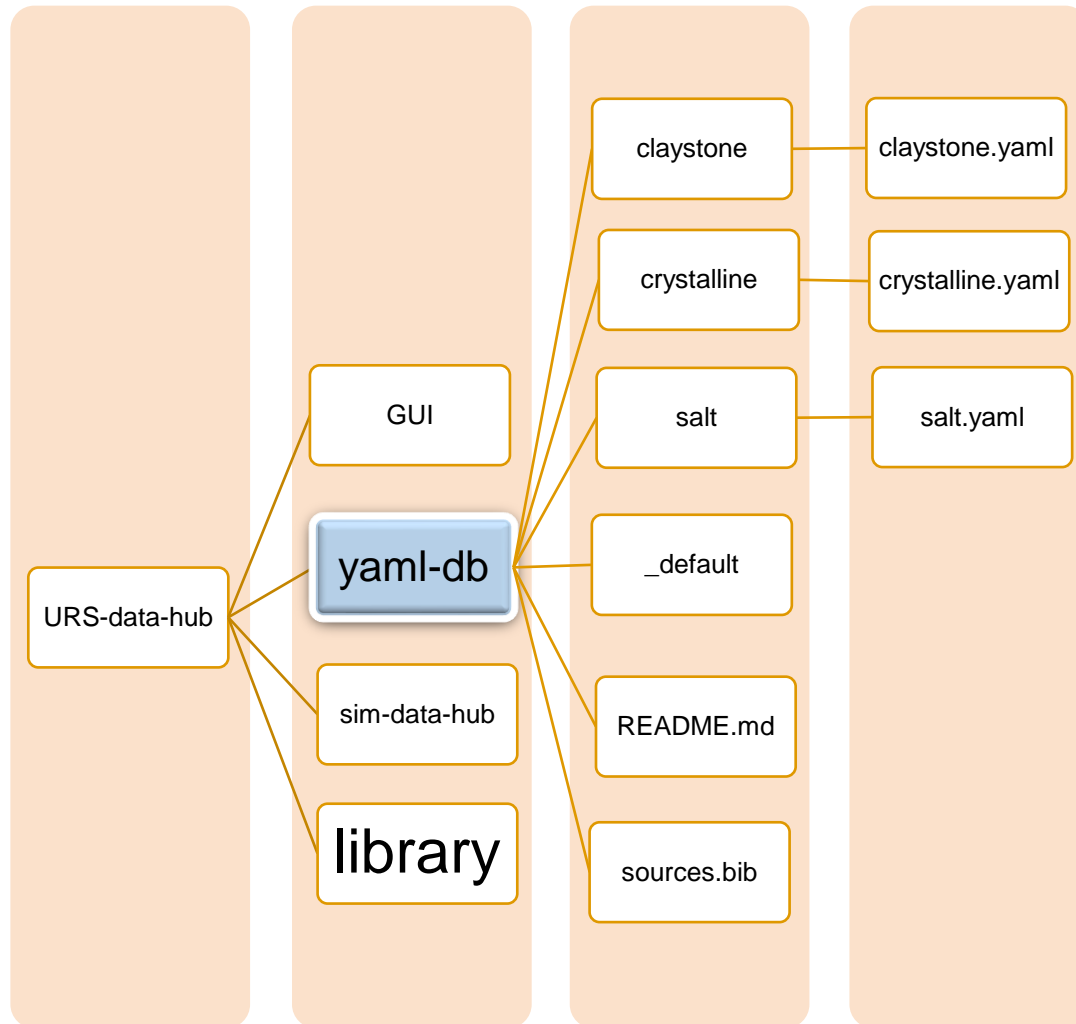 URS-data-hub
GUI
yaml-db
sim-data-hub
library
claystone
crystalline
salt
_default
README.md
sources.bib
claystone.yaml
crystalline.yaml
salt.yaml